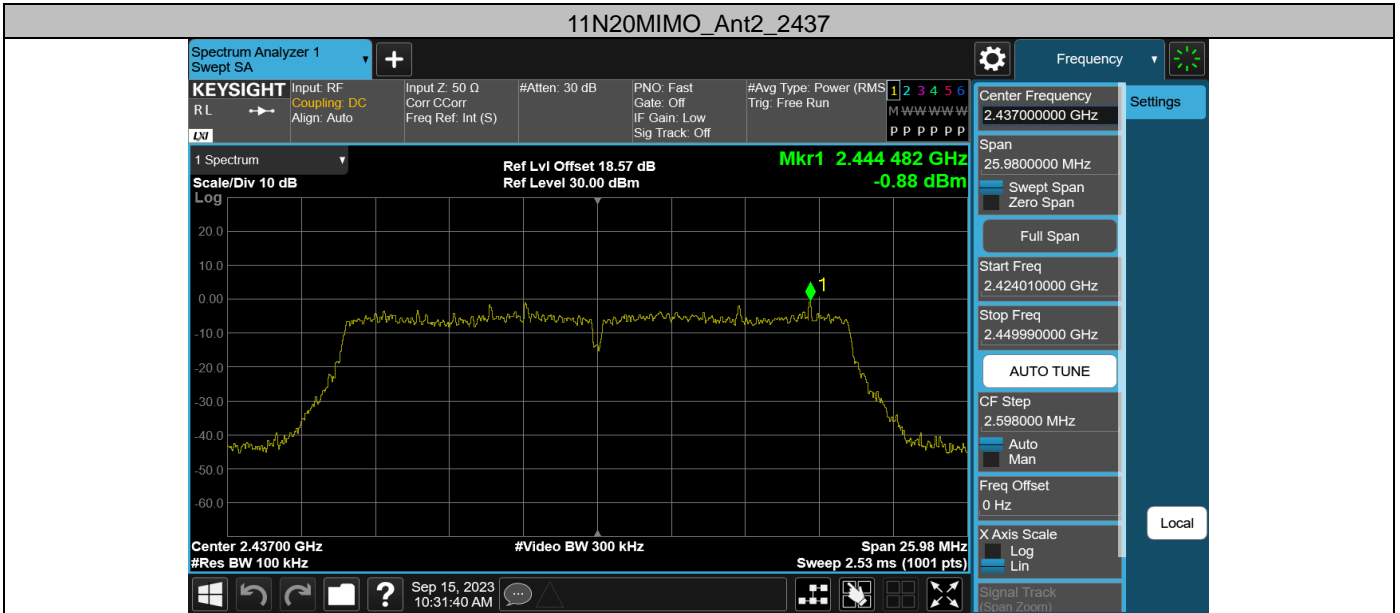 11N20MIMO_Ant2_2437
Spectrum Analyzer 1
Swept SA
Frequency
KEYSIGHT
R L
LXI
Input: RF
Coupling: DC
Align: Auto
Input Z: 50 Ω
Corr CCorr
Freq Ref: Int (S)
#Atten: 30 dB
PNO: Fast
Gate: Off
IF Gain: Low
Sig Track: Off
#Avg Type: Power (RMS
Trig: Free Run
1 2 3 4 5 6
M W W W W W
P P P P P P
1 Spectrum
Scale/Div 10 dB
Log
Ref Lvl Offset 18.57 dB
Ref Level 30.00 dBm
Mkr1 2.444 482 GHz
-0.88 dBm
20.0
10.0
0.00
-10.0
-20.0
-30.0
-40.0
-50.0
-60.0
1
Center 2.43700 GHz
#Res BW 100 kHz
#Video BW 300 kHz
Span 25.98 MHz
Sweep 2.53 ms (1001 pts)
Center Frequency
2.437000000 GHz
Span
25.9800000 MHz
Swept Span
Zero Span
Full Span
Start Freq
2.424010000 GHz
Stop Freq
2.449990000 GHz
AUTO TUNE
CF Step
2.598000 MHz
Auto
Man
Freq Offset
0 Hz
X Axis Scale
Log
Lin
Signal Track
(Span Zoom)
Settings
Local
?
Sep 15, 2023
10:31:40 AM